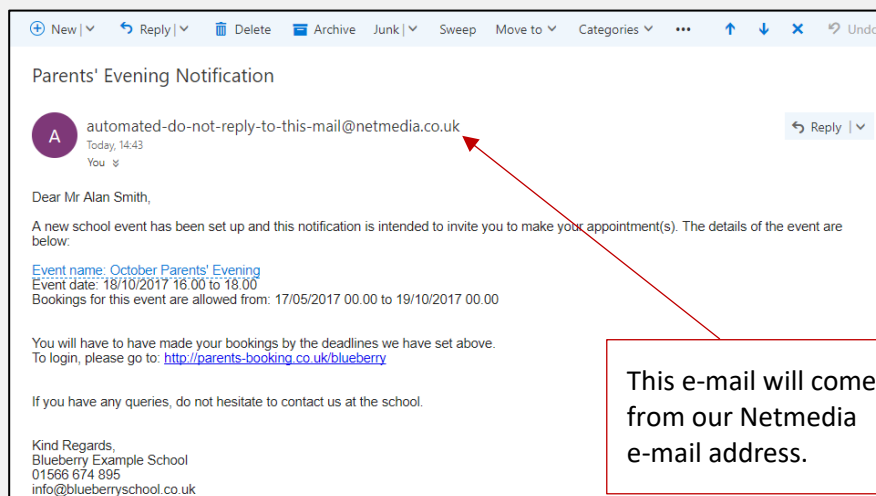 New Reply Delete Archive Junk Sweep Move to Categories ••• Undo
Parents' Evening Notification
A
automated-do-not-reply-to-this-mail@netmedia.co.uk
Reply
Today, 14:43
You
Dear Mr Alan Smith,
A new school event has been set up and this notification is intended to invite you to make your appointment(s). The details of the event are
below:
Event name: October Parents' Evening
Event date: 18/10/2017 16.00 to 18.00
Bookings for this event are allowed from: 17/05/2017 00.00 to 19/10/2017 00.00
You will have to have made your bookings by the deadlines we have set above.
To login, please go to: http://parents-booking.co.uk/blueberry
If you have any queries, do not hesitate to contact us at the school.
Kind Regards,
Blueberry Example School
01566 674 895
info@blueberryschool.co.uk
This e-mail will come
from our Netmedia
e-mail address.